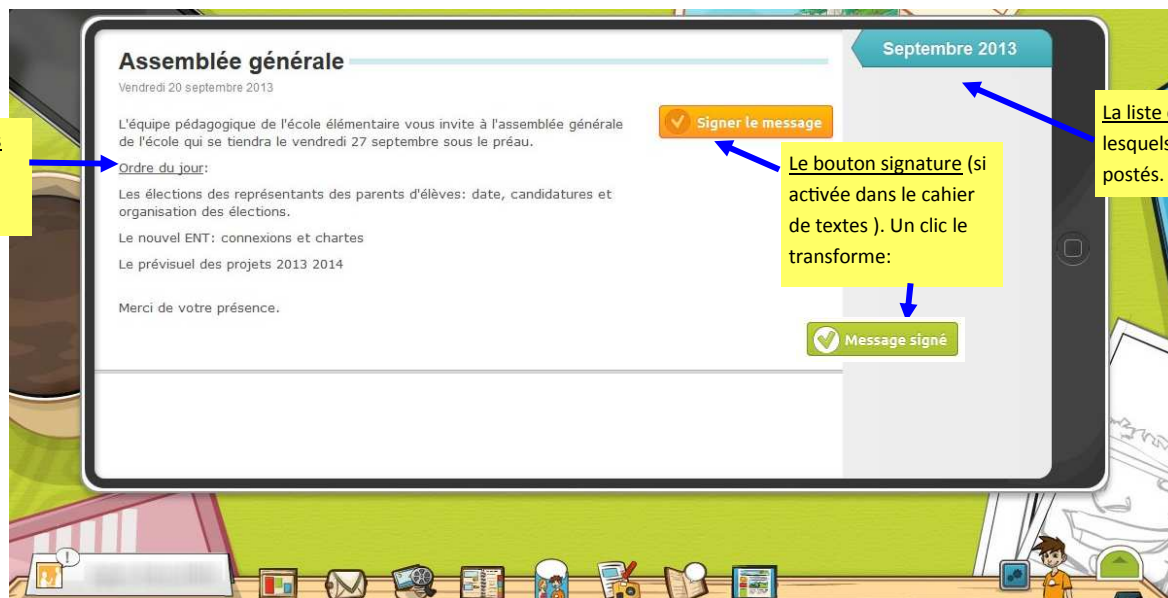 Assemblée générale
Septembre 2013
Vendredi 20 septembre 2013
L'équipe pédagogique de l'école élémentaire vous invite à l'assemblée générale
de l'école qui se tiendra le vendredi 27 septembre sous le préau.
Signer le message
Ordre du jour:
Les élections des représentants des parents d'élèves: date, candidatures et
organisation des élections.
Le nouvel ENT: connexions et chartes
Le prévisuel des projets 2013 2014
Merci de votre présence.
Le bouton signature (si
activée dans le cahier
de textes ). Un clic le
transforme:
Message signé
La liste
lesquels
postés.